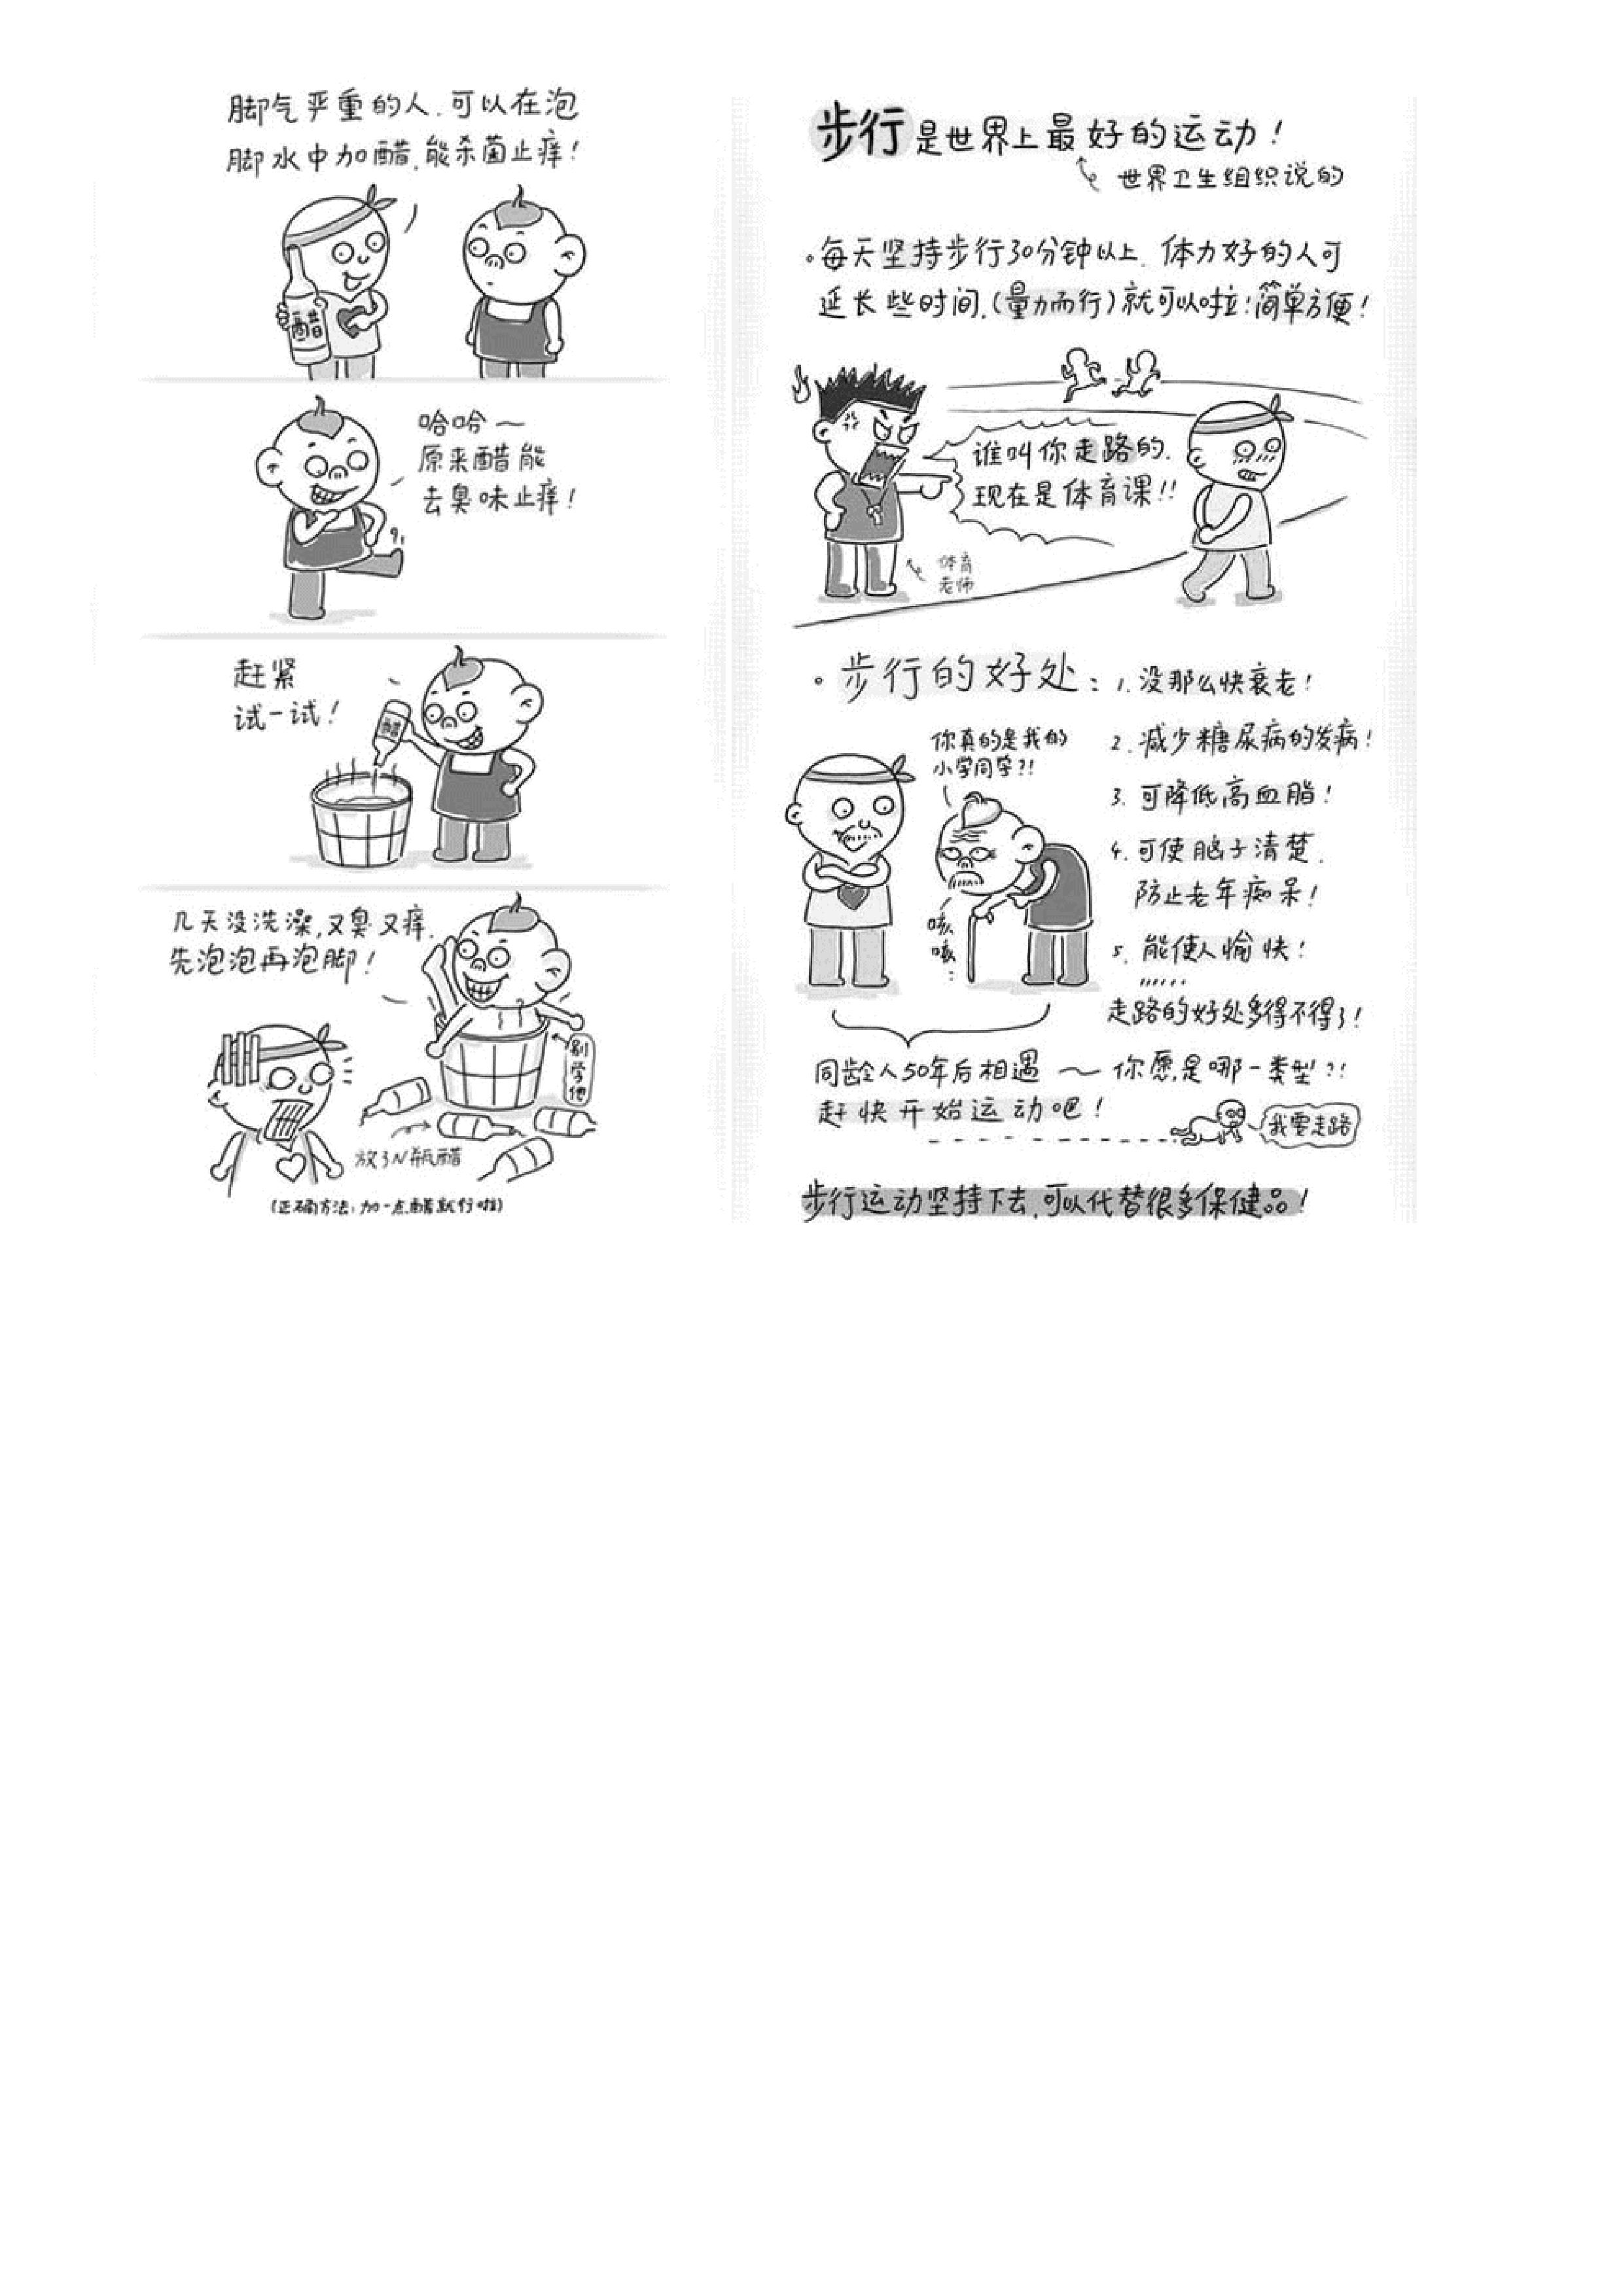 脚气严重的人.可以在泡
脚水中加醋.能杀菌止痒!
醋
哈哈~
原来醋能
去臭味止痒!
赶紧
试一试!
醋
几天没洗澡,又臭又痒.
先泡泡再泡脚!
别学他
放了N瓶醋
(正确方法:加一点醋就行啦)
步行是世界上最好的运动!
世界卫生组织说的
。每天坚持步行30分钟以上.体力好的人可
延长些时间.(量力而行)就可以啦!简单方便!
谁叫你走路的.
现在是体育课!!
体育
老师
。步行的好处:1.没那么快衰老!
你真的是我的
小学同学?!
咳咳:
2.减少糖尿病的发病!
3.可降低高血脂!
4.可使脑子清楚.
防止老年痴呆!
5.能使人愉快!
,,,,,,
走路的好处多得不得了!
同龄人50年后相遇~你愿是哪一类型?!
赶快开始运动吧!
我要走路
步行运动坚持下去.可以代替很多保健品!